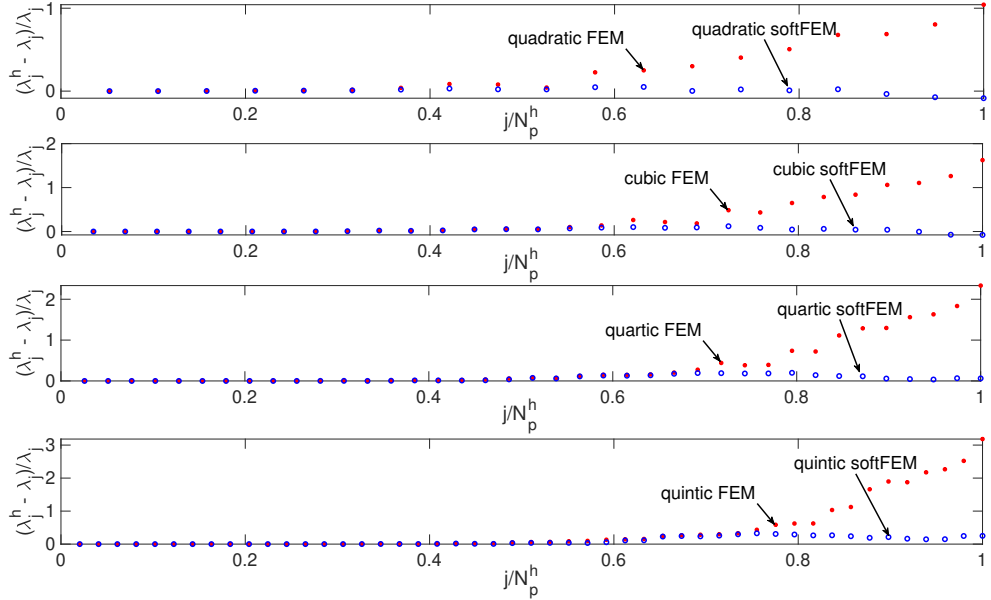 quadratic FEM
quadratic softFEM
(λ_j^h - λ_j)/λ_j
1
0
0
0.2
0.4
0.6
0.8
1
j/N_p^h
cubic FEM
cubic softFEM
(λ_j^h - λ_j)/λ_j
2
1
0
0
0.2
0.4
0.6
0.8
1
j/N_p^h
quartic FEM
quartic softFEM
(λ_j^h - λ_j)/λ_j
2
1
0
0
0.2
0.4
0.6
0.8
1
j/N_p^h
quintic FEM
quintic softFEM
(λ_j^h - λ_j)/λ_j
3
2
1
0
0
0.2
0.4
0.6
0.8
1
j/N_p^h